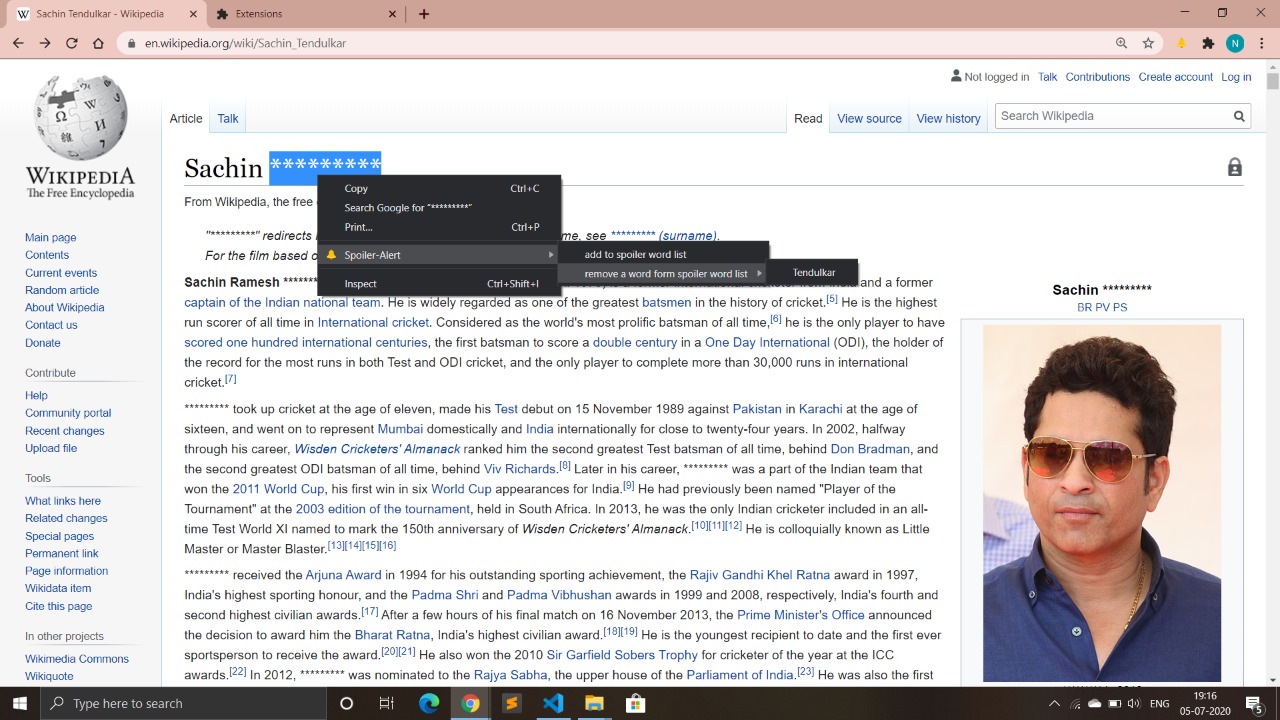 Sachin Tendulkar - Wikipedia
Extensions
en.wikipedia.org/wiki/Sachin_Tendulkar
N
Not logged in Talk Contributions Create account Log in
Article Talk Read View source View history Search Wikipedia
WIKIPEDIA
The Free Encyclopedia
Main page
Contents
Current events
Random article
About Wikipedia
Contact us
Donate
Contribute
Help
Community portal
Recent changes
Upload file
Tools
What links here
Related changes
Special pages
Permanent link
Page information
Wikidata item
Cite this page
In other projects
Wikimedia Commons
Wikiquote
Sachin *********
From Wikipedia, the free
"*********" redirects
me, see ********* (surname).
For the film based
Copy Ctrl+C
Search Google for "*********"
Print... Ctrl+P
Spoiler-Alert
Inspect Ctrl+Shift+I
add to spoiler word list
remove a word form spoiler word list
Tendulkar
Sachin Ramesh ********* and a former
captain of the Indian national team. He is widely regarded as one of the greatest batsmen in the history of cricket.[5] He is the highest
run scorer of all time in International cricket. Considered as the world's most prolific batsman of all time,[6] he is the only player to have
scored one hundred international centuries, the first batsman to score a double century in a One Day International (ODI), the holder of
the record for the most runs in both Test and ODI cricket, and the only player to complete more than 30,000 runs in international
cricket.[7]
********* took up cricket at the age of eleven, made his Test debut on 15 November 1989 against Pakistan in Karachi at the age of
sixteen, and went on to represent Mumbai domestically and India internationally for close to twenty-four years. In 2002, halfway
through his career, Wisden Cricketers' Almanack ranked him the second greatest Test batsman of all time, behind Don Bradman, and
the second greatest ODI batsman of all time, behind Viv Richards.[8] Later in his career, ********* was a part of the Indian team that
won the 2011 World Cup, his first win in six World Cup appearances for India.[9] He had previously been named "Player of the
Tournament" at the 2003 edition of the tournament, held in South Africa. In 2013, he was the only Indian cricketer included in an all-
time Test World XI named to mark the 150th anniversary of Wisden Cricketers' Almanack.[10][11][12] He is colloquially known as Little
Master or Master Blaster.[13][14][15][16]
********* received the Arjuna Award in 1994 for his outstanding sporting achievement, the Rajiv Gandhi Khel Ratna award in 1997,
India's highest sporting honour, and the Padma Shri and Padma Vibhushan awards in 1999 and 2008, respectively, India's fourth and
second highest civilian awards.[17] After a few hours of his final match on 16 November 2013, the Prime Minister's Office announced
the decision to award him the Bharat Ratna, India's highest civilian award.[18][19] He is the youngest recipient to date and the first ever
sportsperson to receive the award.[20][21] He also won the 2010 Sir Garfield Sobers Trophy for cricketer of the year at the ICC
awards.[22] In 2012, ********* was nominated to the Rajya Sabha, the upper house of the Parliament of India.[23] He was also the first
Sachin *********
BR PV PS
Type here to search
ENG
19:16
05-07-2020
5